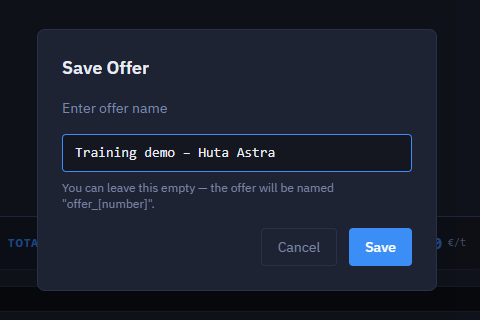 Save Offer
Enter offer name
Training demo – Huta Astra
You can leave this empty — the offer will be named
"offer_[number]".
Cancel
Save
€/t